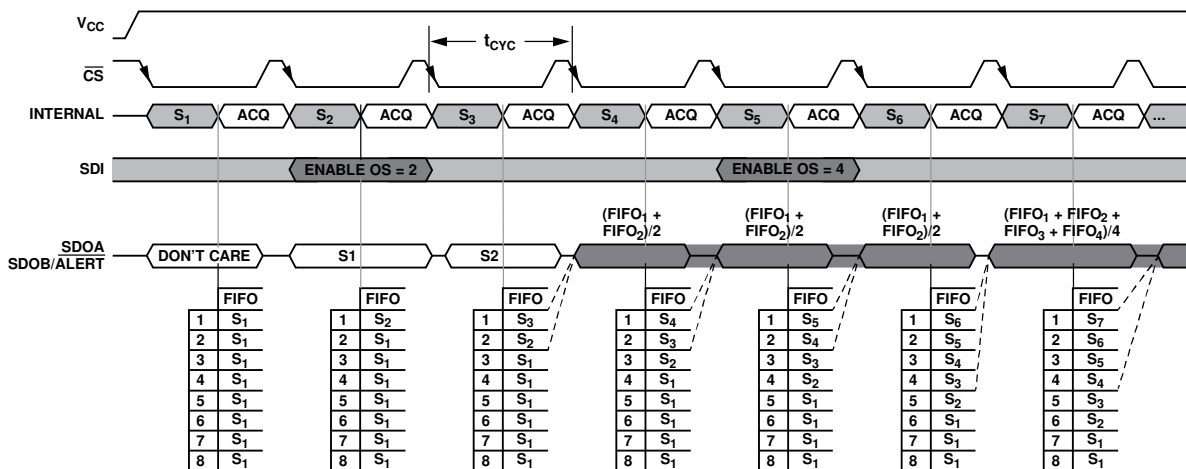 VCC
tCYC
CS
INTERNAL S1 ACQ S2 ACQ S3 ACQ S4 ACQ S5 ACQ S6 ACQ S7 ACQ ...
SDI ENABLE OS = 2 ENABLE OS = 4
(FIFO1 + FIFO2)/2 (FIFO1 + FIFO2)/2 (FIFO1 + FIFO2)/2 (FIFO1 + FIFO2 + FIFO3 + FIFO4)/4
SDOA
SDOB/ALERT DON'T CARE S1 S2
FIFO FIFO FIFO FIFO FIFO FIFO FIFO
1 S1 1 S2 1 S3 1 S4 1 S5 1 S6 1 S7
2 S1 2 S1 2 S2 2 S3 2 S4 2 S5 2 S6
3 S1 3 S1 3 S1 3 S2 3 S3 3 S4 3 S5
4 S1 4 S1 4 S1 4 S1 4 S2 4 S3 4 S4
5 S1 5 S1 5 S1 5 S1 5 S1 5 S2 5 S3
6 S1 6 S1 6 S1 6 S1 6 S1 6 S1 6 S2
7 S1 7 S1 7 S1 7 S1 7 S1 7 S1 7 S1
8 S1 8 S1 8 S1 8 S1 8 S1 8 S1 8 S1